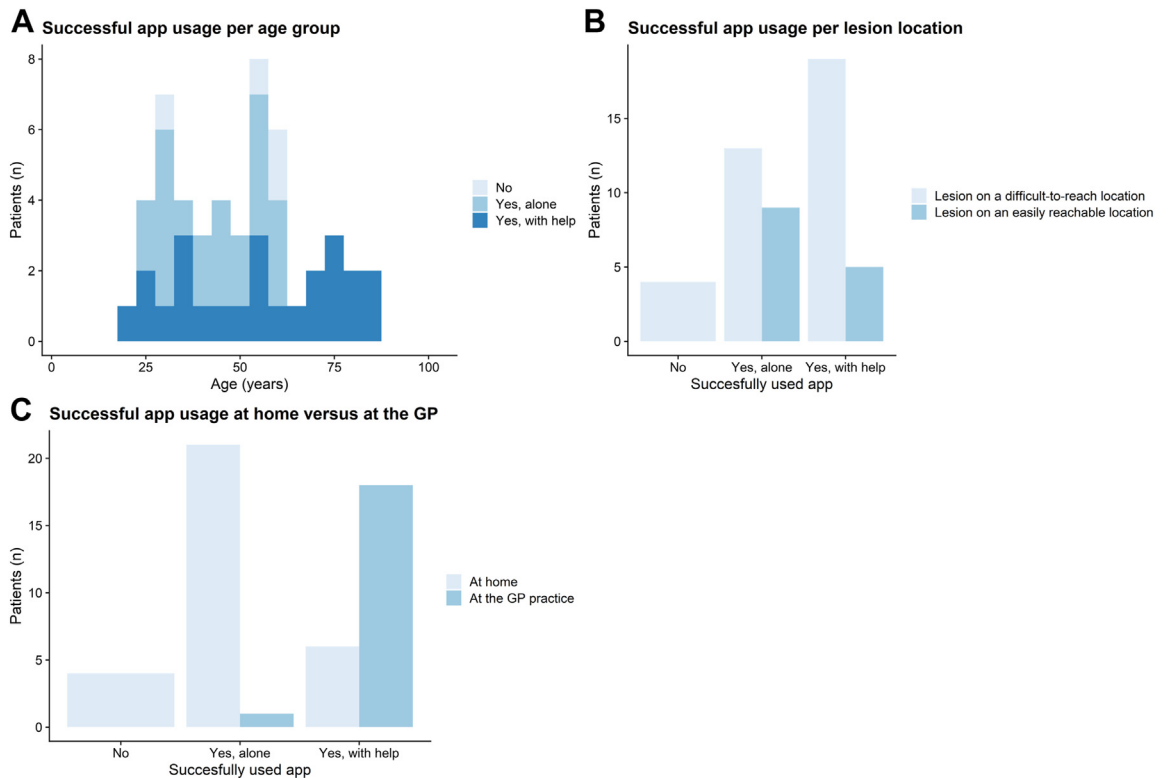 A
Successful app usage per age group
8
6
4
2
0
Patients (n)
0 25 50 75 100
Age (years)
No
Yes, alone
Yes, with help
B
Successful app usage per lesion location
15
10
5
0
Patients (n)
No Yes, alone Yes, with help
Succesfully used app
Lesion on a difficult-to-reach location
Lesion on an easily reachable location
C
Successful app usage at home versus at the GP
20
15
10
5
0
Patients (n)
No Yes, alone Yes, with help
Succesfully used app
At home
At the GP practice